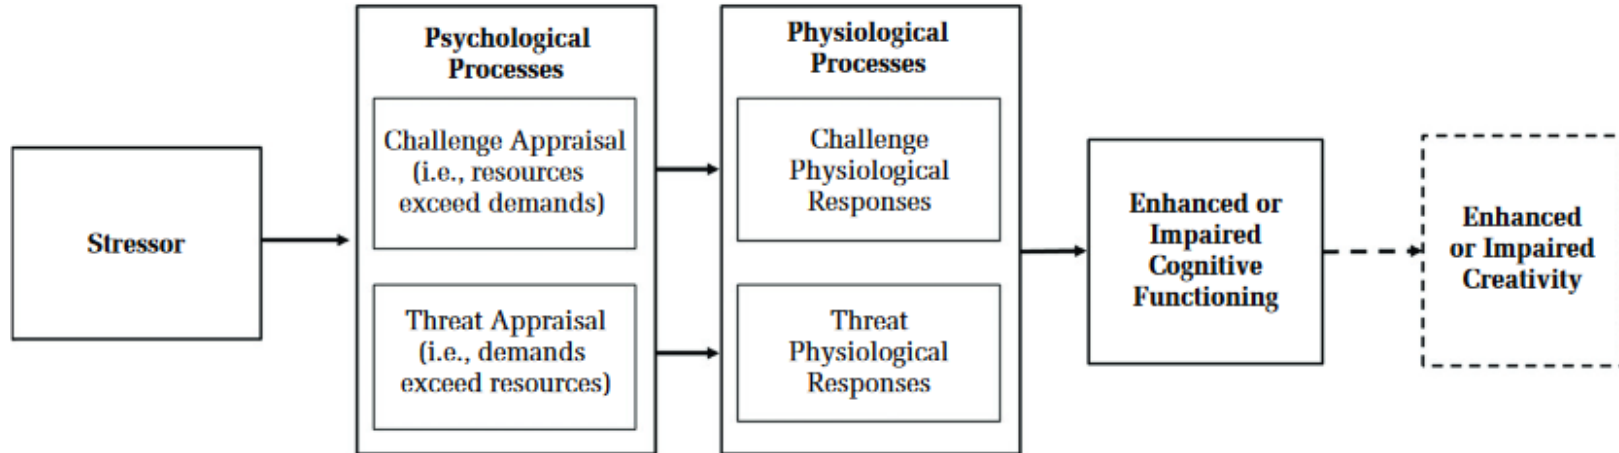 Stressor
Psychological
Processes
Challenge Appraisal
(i.e., resources
exceed demands)
Threat Appraisal
(i.e., demands
exceed resources)
Physiological
Processes
Challenge
Physiological
Responses
Threat
Physiological
Responses
Enhanced or
Impaired
Cognitive
Functioning
Enhanced
or Impaired
Creativity